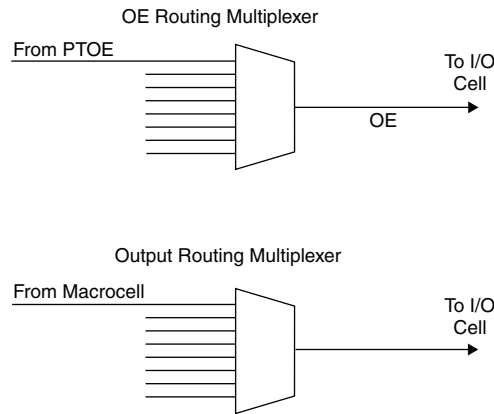 OE Routing Multiplexer
From PTOE
To I/O
Cell
OE
Output Routing Multiplexer
From Macrocell
To I/O
Cell